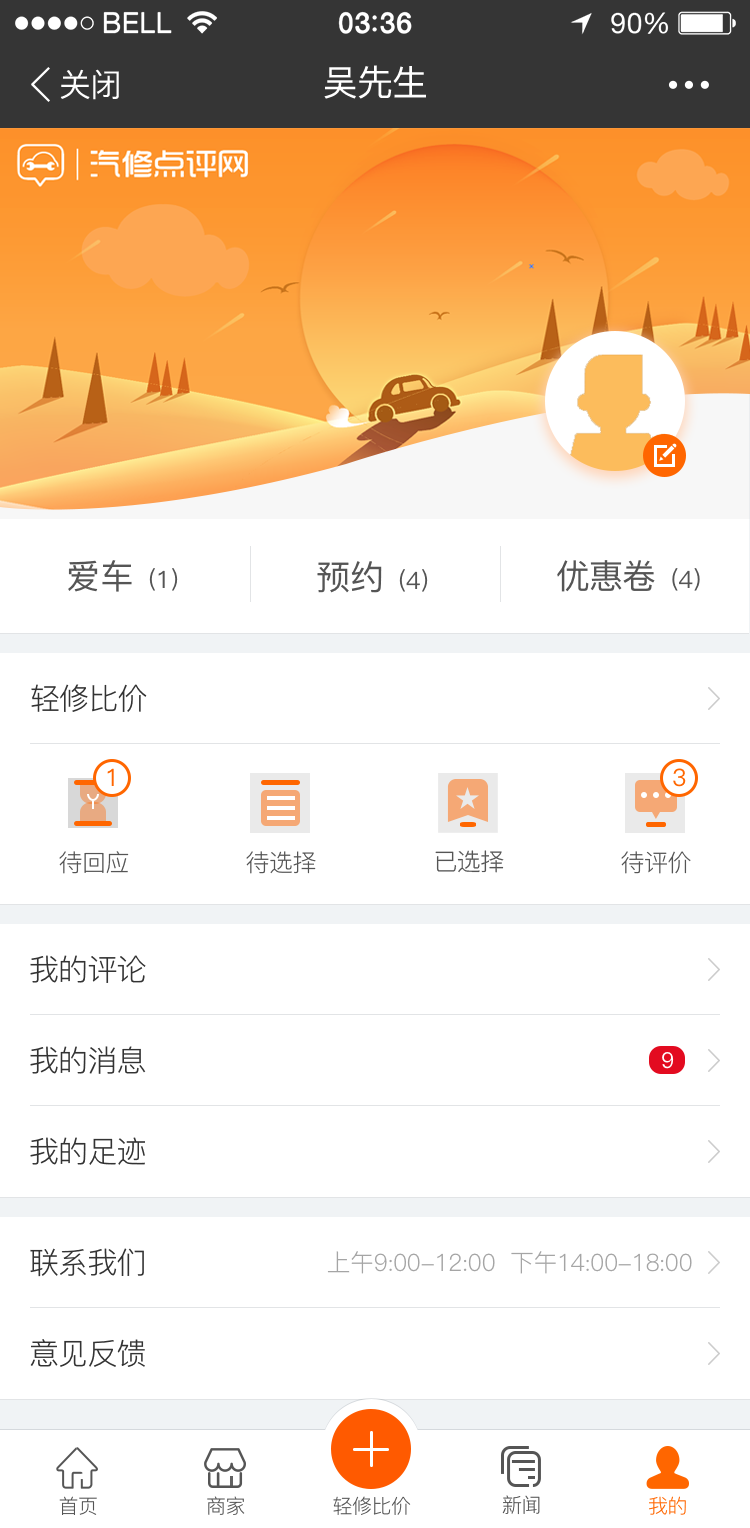 BELL 03:36 90%
关闭 吴先生
汽修点评网
爱车 (1) 预约 (4) 优惠卷 (4)
轻修比价
1 3
待回应 待选择 已选择 待评价
我的评论
我的消息 9
我的足迹
联系我们 上午9:00-12:00 下午14:00-18:00
意见反馈
首页 商家 轻修比价 新闻 我的